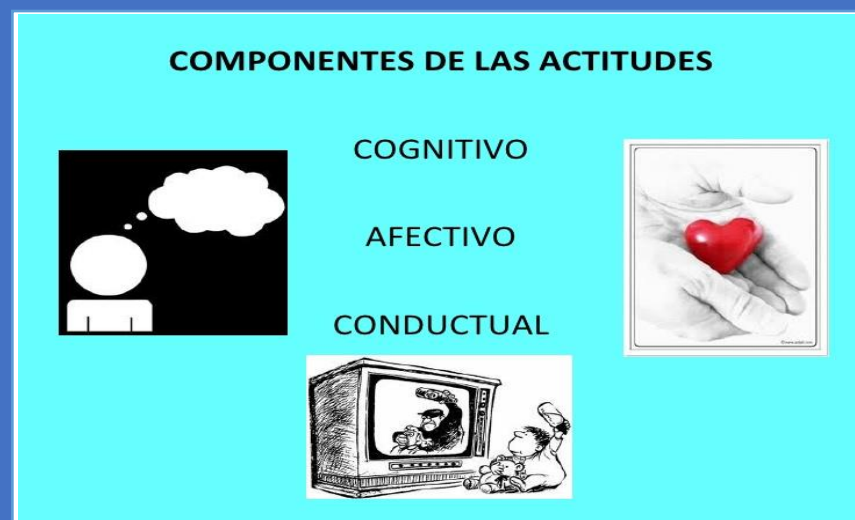 COMPONENTES DE LAS ACTITUDES
COGNITIVO
AFECTIVO
CONDUCTUAL